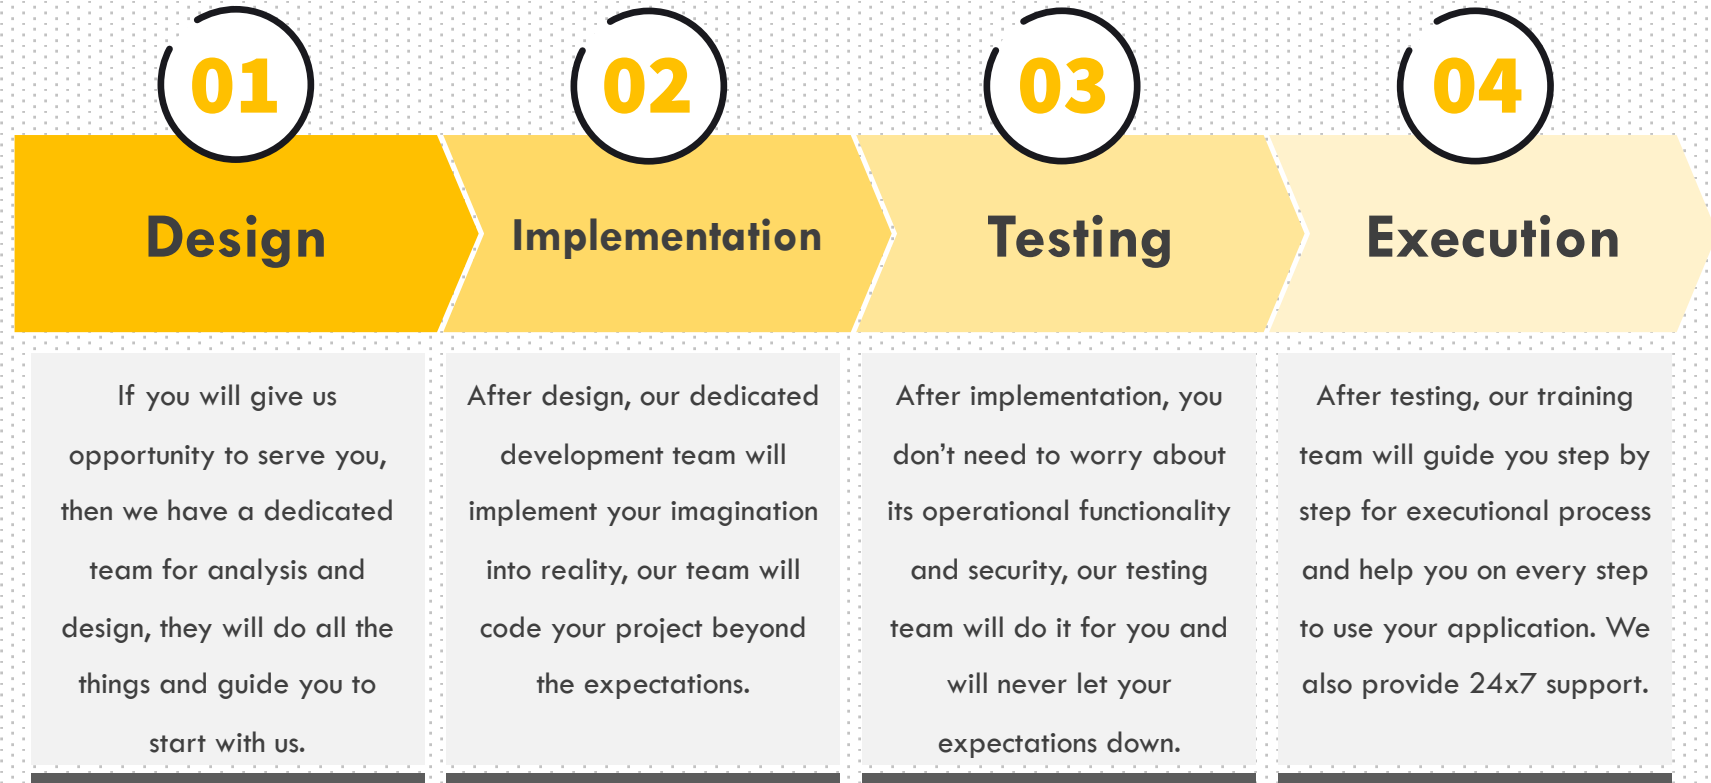 01
02
03
04
Design
Implementation
Testing
Execution
If you will give us
opportunity to serve you,
then we have a dedicated
team for analysis and
design, they will do all the
things and guide you to
start with us.
After design, our dedicated
development team will
implement your imagination
into reality, our team will
code your project beyond
the expectations.
After implementation, you
don’t need to worry about
its operational functionality
and security, our testing
team will do it for you and
will never let your
expectations down.
After testing, our training
team will guide you step by
step for executional process
and help you on every step
to use your application. We
also provide 24x7 support.